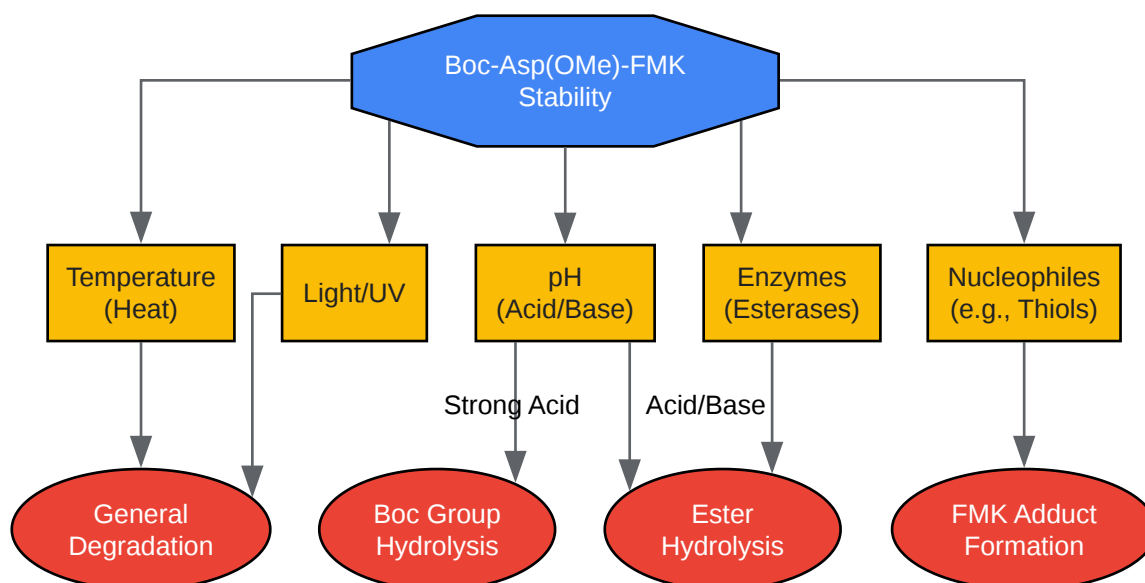 Boc-Asp(OMe)-FMK
Stability
Temperature
(Heat)
Light/UV
pH
(Acid/Base)
Enzymes
(Esterases)
Nucleophiles
(e.g., Thiols)
Strong Acid
Acid/Base
General
Degradation
Boc Group
Hydrolysis
Ester
Hydrolysis
FMK Adduct
Formation